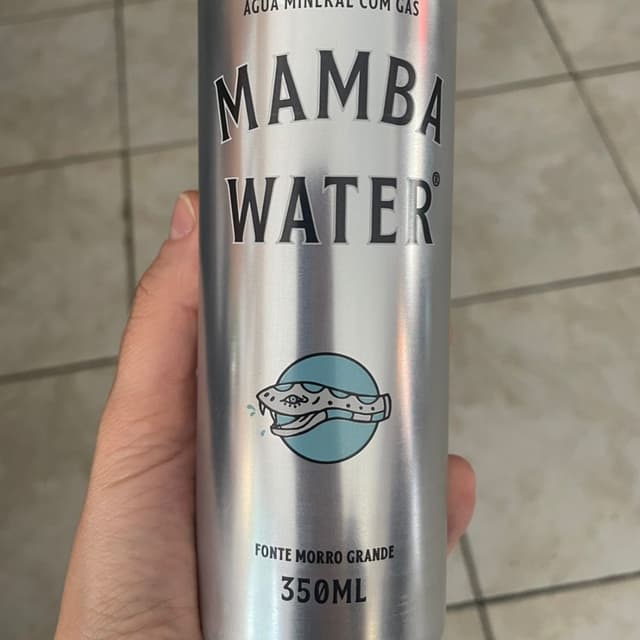 ÁGUA MINERAL COM GÁS
MAMBA
WATER®
FONTE MORRO GRANDE
350ML